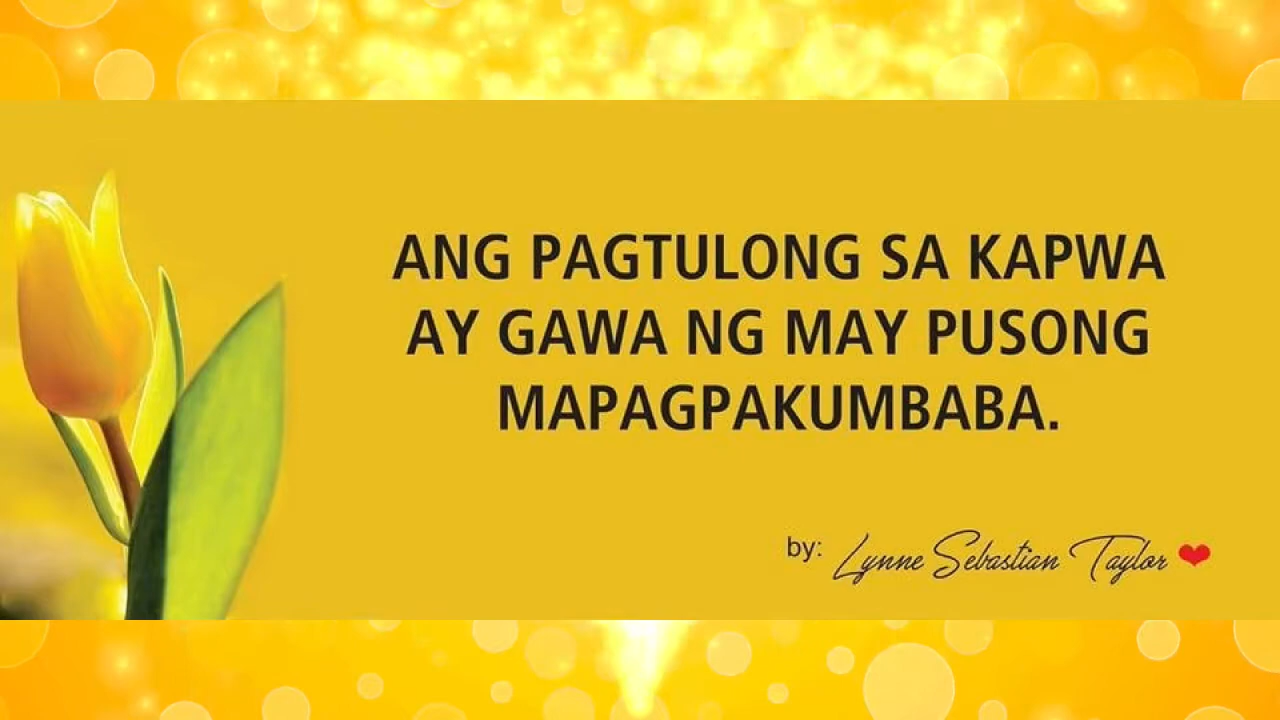 ANG PAGTULONG SA KAPWA
AY GAWA NG MAY PUSONG
MAPAGPAKUMBABA.
by: Lynne Sebastian Taylor